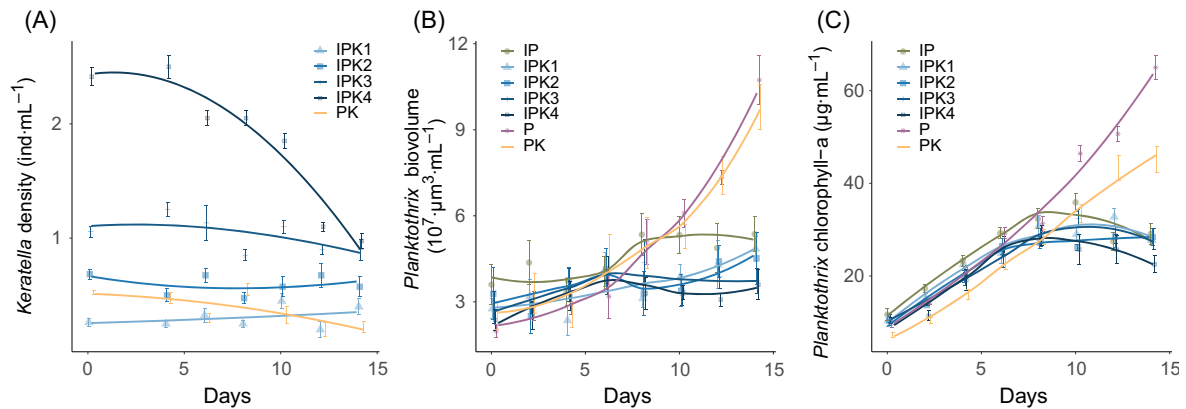 (A)
Keratella density (ind·mL⁻¹)
2
1
0
5
10
15
Days
IPK1
IPK2
IPK3
IPK4
PK
(B)
Planktothrix biovolume
(10⁷·µm³·mL⁻¹)
12
9
6
3
0
5
10
15
Days
IP
IPK1
IPK2
IPK3
IPK4
P
PK
(C)
Planktothrix chlorophyll−a (µg·mL⁻¹)
60
40
20
0
5
10
15
Days
IP
IPK1
IPK2
IPK3
IPK4
P
PK